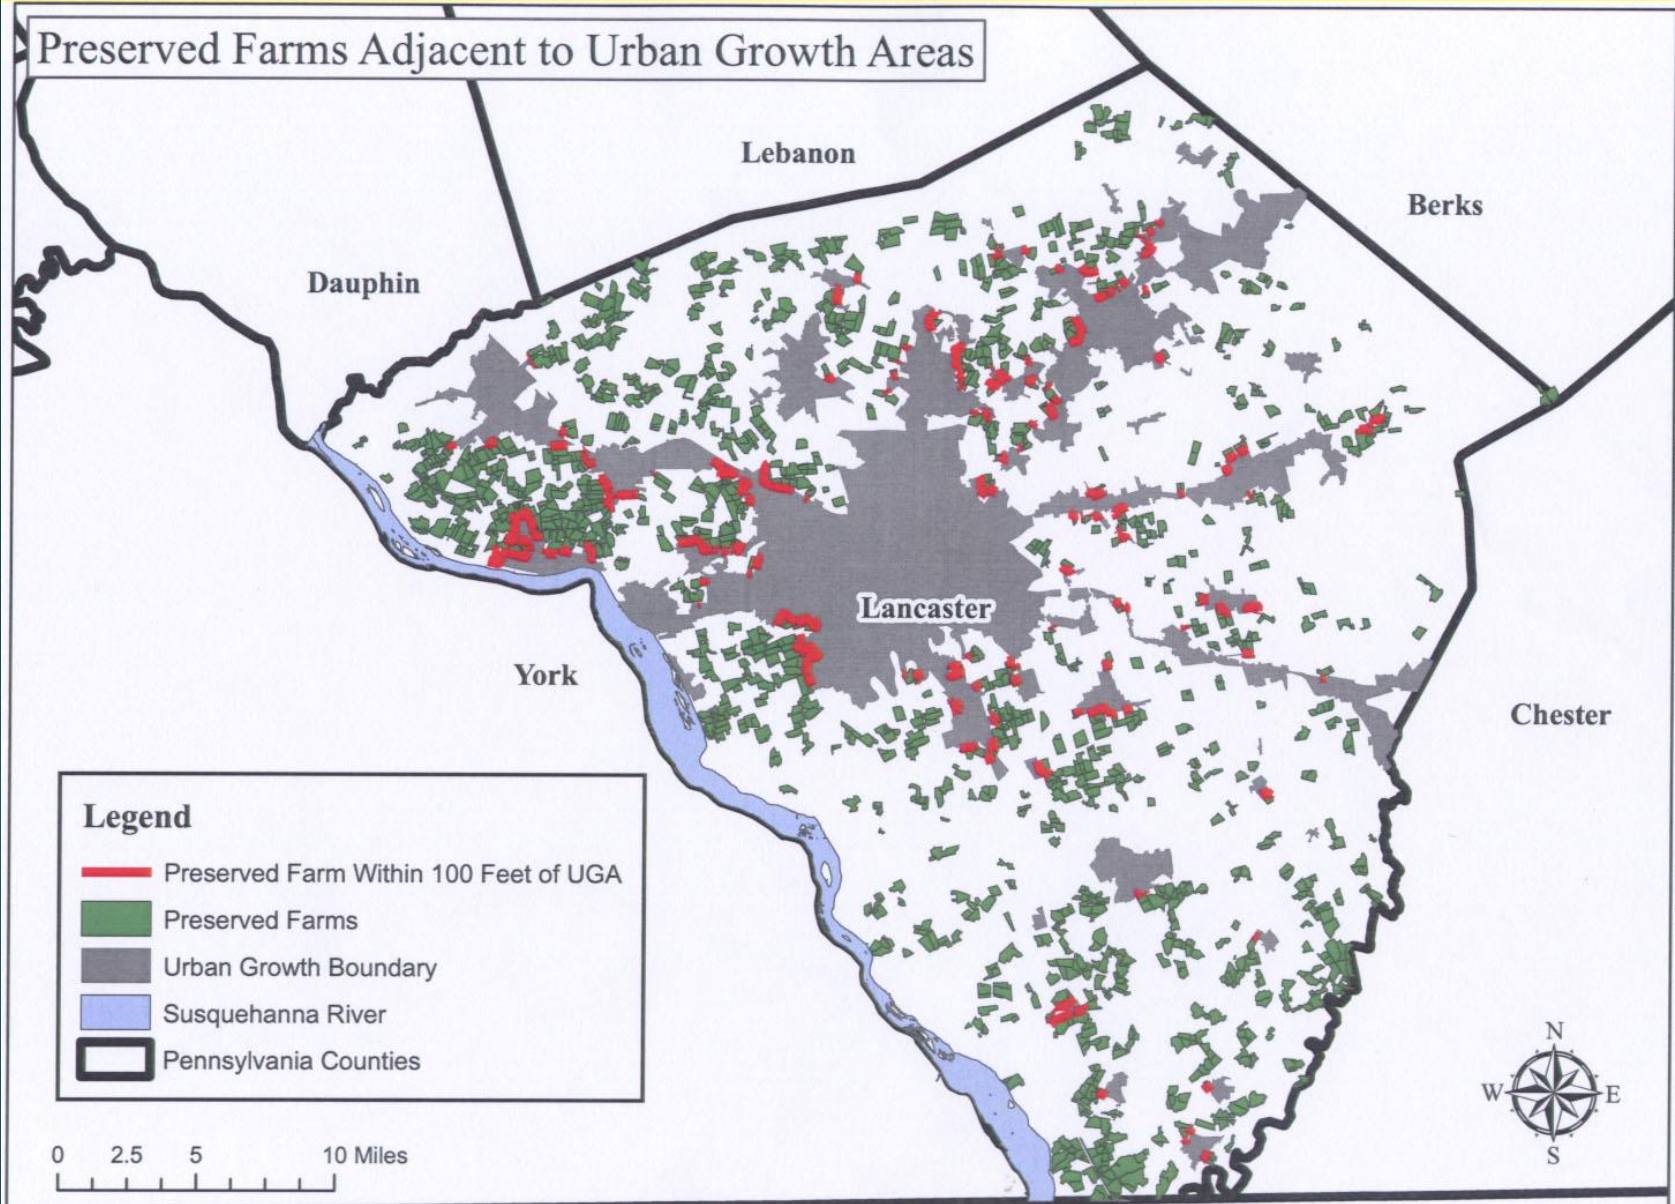 Preserved Farms Adjacent to Urban Growth Areas
Lebanon
Berks
Dauphin
Lancaster
York
Chester
Legend
Preserved Farm Within 100 Feet of UGA
Preserved Farms
Urban Growth Boundary
Susquehanna River
Pennsylvania Counties
N
W E
S
0 2.5 5 10 Miles